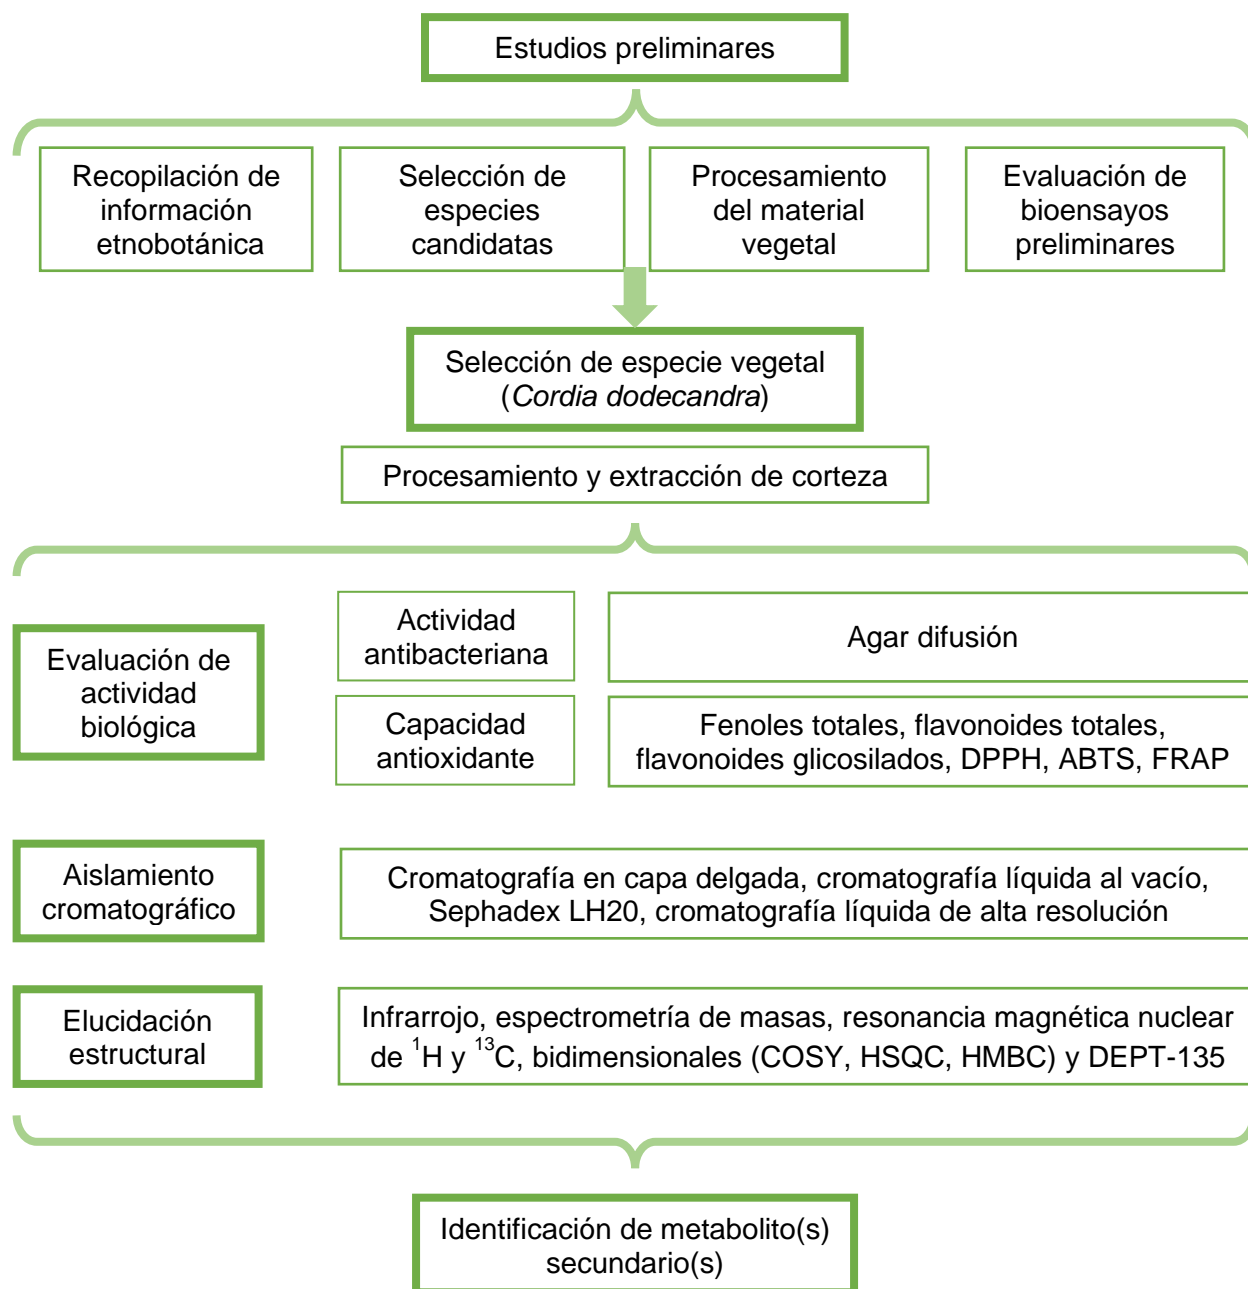 Estudios preliminares
Recopilación de
información
etnobotánica
Selección de
especies
candidatas
Procesamiento
del material
vegetal
Evaluación de
bioensayos
preliminares
Selección de especie vegetal
(Cordia dodecandra)
Procesamiento y extracción de corteza
Evaluación de
actividad
biológica
Actividad
antibacteriana
Agar difusión
Capacidad
antioxidante
Fenoles totales, flavonoides totales,
flavonoides glicosilados, DPPH, ABTS, FRAP
Aislamiento
cromatográfico
Cromatografía en capa delgada, cromatografía líquida al vacío,
Sephadex LH20, cromatografía líquida de alta resolución
Elucidación
estructural
Infrarrojo, espectrometría de masas, resonancia magnética nuclear
de ¹H y ¹³C, bidimensionales (COSY, HSQC, HMBC) y DEPT-135
Identificación de metabolito(s)
secundario(s)